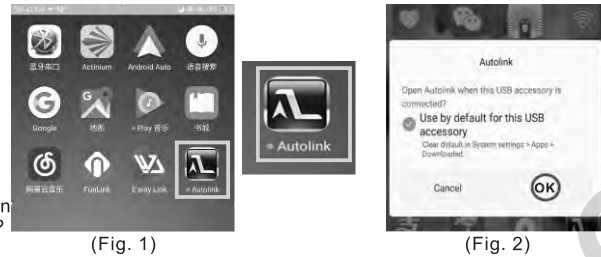 蓝牙串口
Actinium
Android Auto
语音搜索
Google
地图
Play 音乐
书城
网易云音乐
FunLink
E way Link
Autolink
Autolink
Autolink
Open Autolink when this USB accessory is
connected?
Use by default for this USB
accessory
Clear default in System settings > Apps >
Downloaded.
Cancel
OK
(Fig. 1)
(Fig. 2)